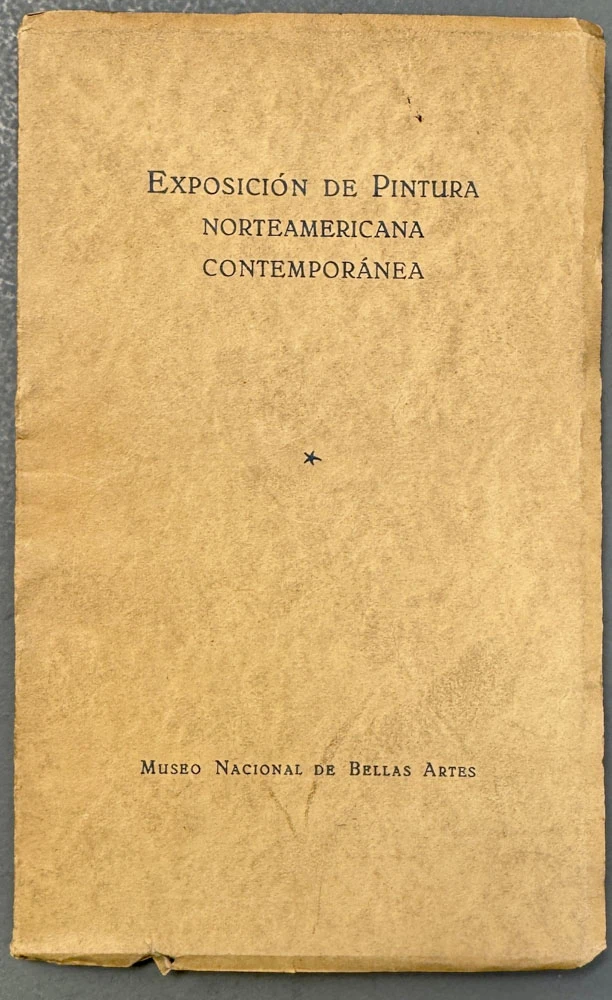 Exposición de Pintura
norteamericana
contemporánea
Museo Nacional de Bellas Artes